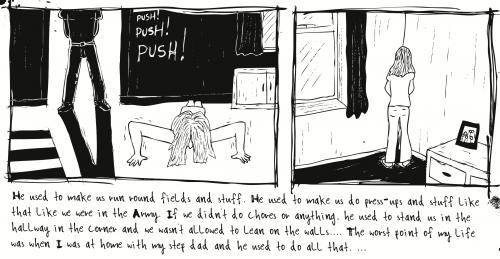 PUSH!
PUSH!
PUSH!
He used to make us run round fields and stuff. He used to make us do press-ups and stuff like
that like we were in the Army. If we didn't do chores or anything. he used to stand us in the
hallway in the corner and we wasn't allowed to lean on the walls.... The worst point of my life
was when I was at home with my step dad and he used to do all that. ...